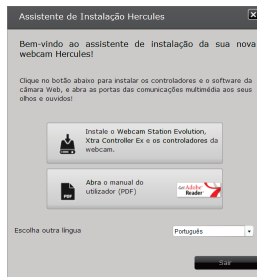 Assistente de Instalação Hercules
Bem-vindo ao assistente de instalação da sua nova
webcam Hercules!
Clique no botão abaixo para instalar os controladores e o software da
câmara Web, e abra as portas das comunicações multimédia aos seus
olhos e ouvidos!
Instale o Webcam Station Evolution,
Xtra Controller Ex e os controladores da
webcam.
Abra o manual do
utilizador (PDF)
PDF
Get Adobe
Reader
Escolha outra língua
Português
Sair